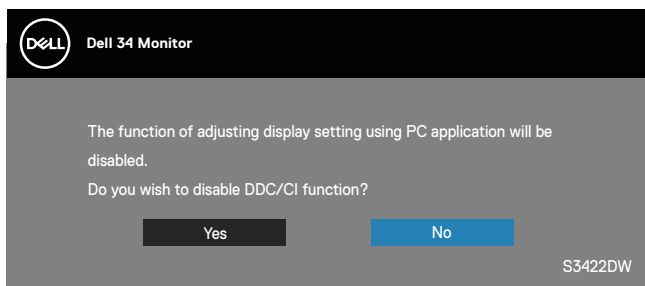 DELL
Dell 34 Monitor
The function of adjusting display setting using PC application will be
disabled.
Do you wish to disable DDC/CI function?
Yes
No
S3422DW